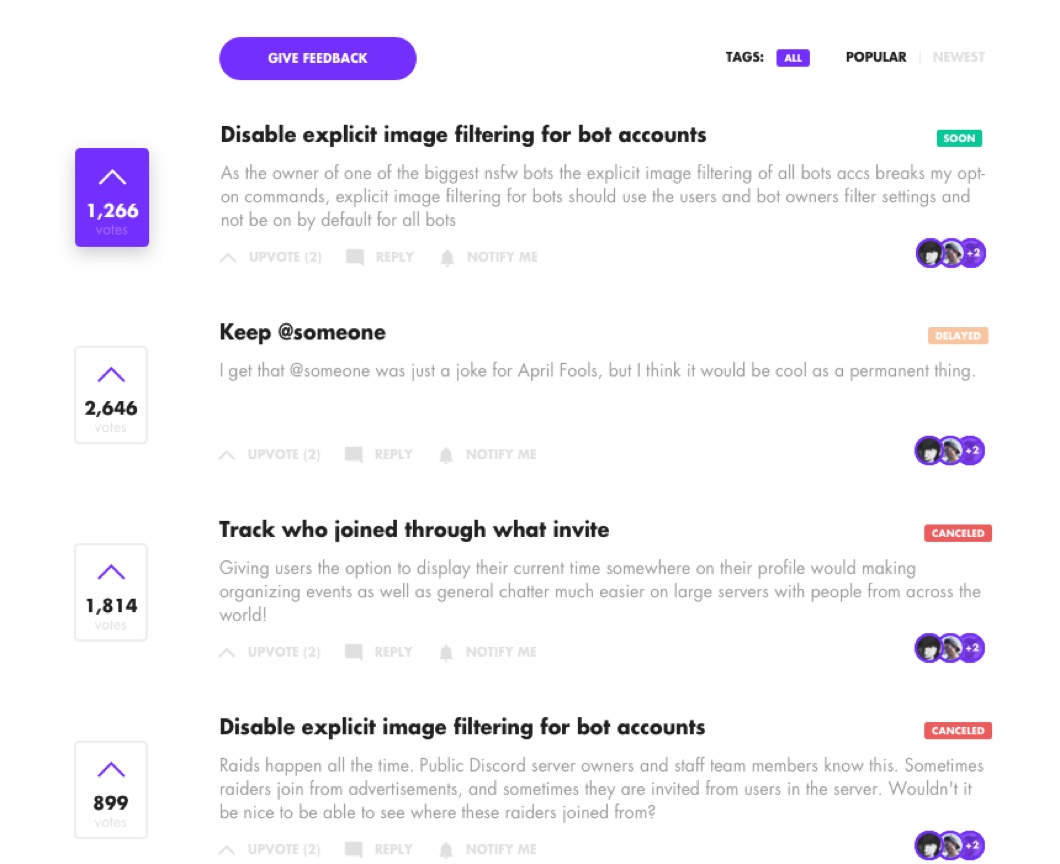 GIVE FEEDBACK
TAGS: ALL POPULAR | NEWEST
Disable explicit image filtering for bot accounts
SOON
As the owner of one of the biggest nsfw bots the explicit image filtering of all bots accs breaks my opt-
on commands, explicit image filtering for bots should use the users and bot owners filter settings and
not be on by default for all bots
1,266
votes
UPVOTE (2) REPLY NOTIFY ME
+2
Keep @someone
DELAYED
I get that @someone was just a joke for April Fools, but I think it would be cool as a permanent thing.
2,646
votes
UPVOTE (2) REPLY NOTIFY ME
+2
Track who joined through what invite
CANCELED
Giving users the option to display their current time somewhere on their profile would making
organizing events as well as general chatter much easier on large servers with people from across the
world!
1,814
votes
UPVOTE (2) REPLY NOTIFY ME
+2
Disable explicit image filtering for bot accounts
CANCELED
Raids happen all the time. Public Discord server owners and staff team members know this. Sometimes
raiders join from advertisements, and sometimes they are invited from users in the server. Wouldn't it
be nice to be able to see where these raiders joined from?
899
votes
UPVOTE (2) REPLY NOTIFY ME
+2